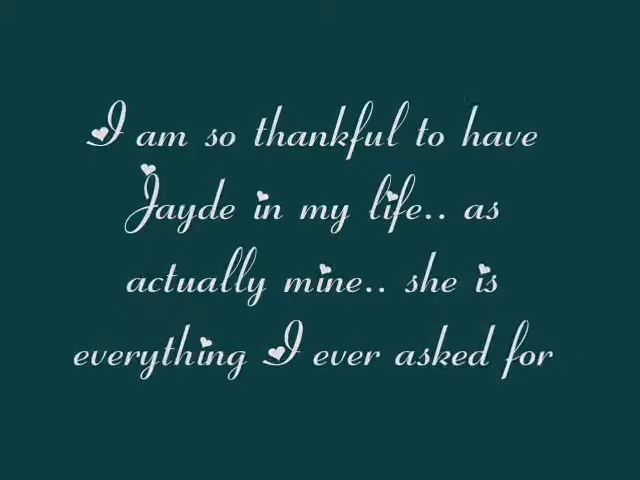 I am so thankful to have
Jayde in my life.. as
actually mine.. she is
everything I ever asked for